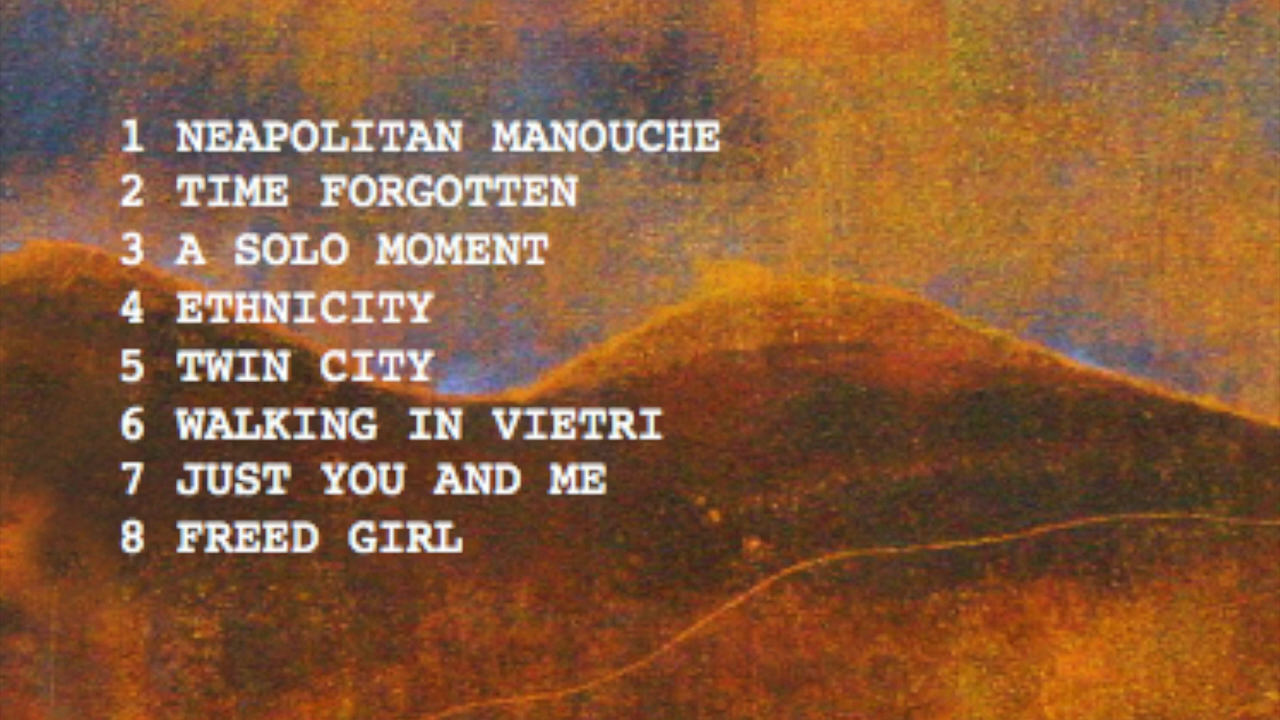 1 NEAPOLITAN MANOUCHE
2 TIME FORGOTTEN
3 A SOLO MOMENT
4 ETHNICITY
5 TWIN CITY
6 WALKING IN VIETRI
7 JUST YOU AND ME
8 FREED GIRL